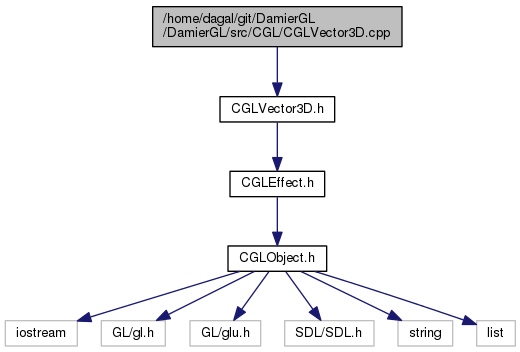 /home/dagal/git/DamierGL
/DamierGL/src/CGL/CGLVector3D.cpp
CGLVector3D.h
CGLEffect.h
CGLObject.h
iostream
GL/gl.h
GL/glu.h
SDL/SDL.h
string
list